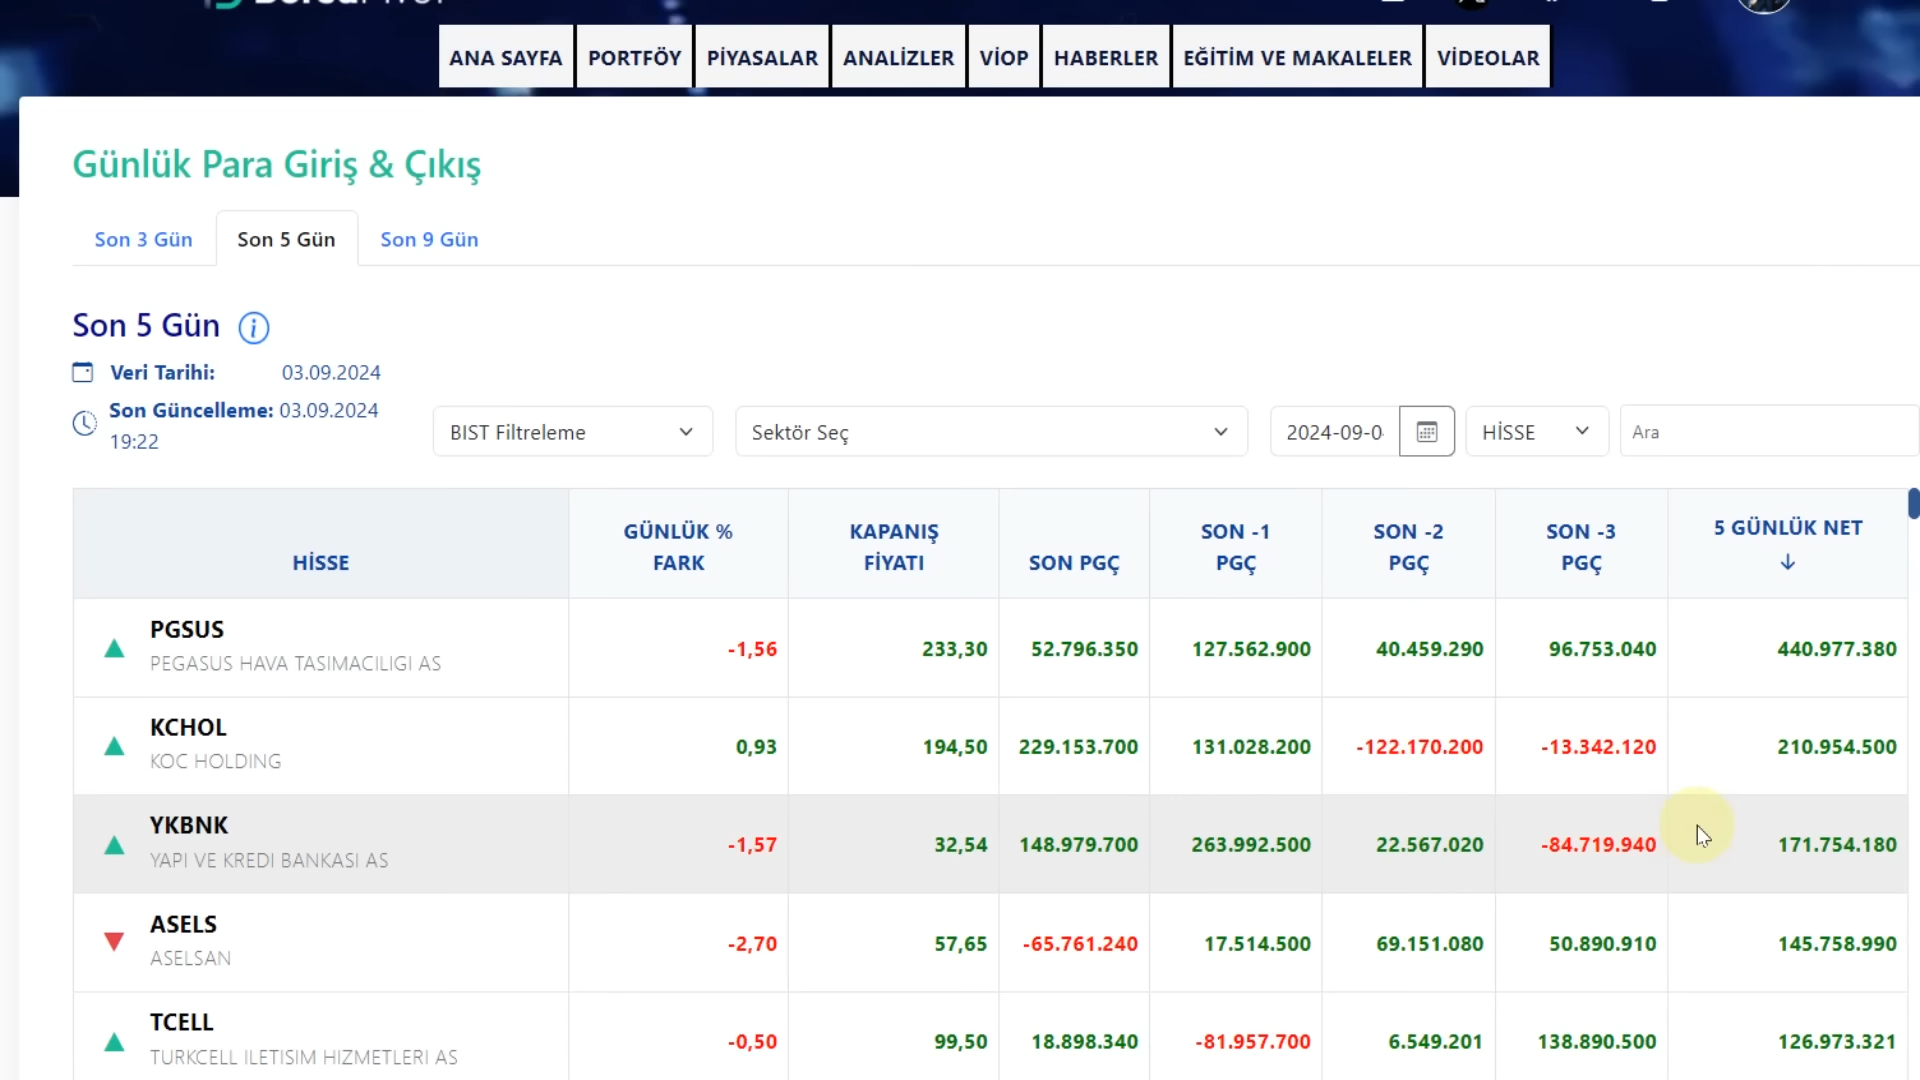 ANA SAYFA PORTFÖY PİYASALAR ANALİZLER VİOP HABERLER EĞİTİM VE MAKALELER VİDEOLAR
Günlük Para Giriş & Çıkış
Son 3 Gün Son 5 Gün Son 9 Gün
Son 5 Gün
Veri Tarihi: 03.09.2024
Son Güncelleme: 03.09.2024
19:22
BIST Filtreleme Sektör Seç 2024-09-0 HİSSE Ara
HİSSE GÜNLÜK % FARK KAPANIŞ FİYATI SON PGÇ SON -1 PGÇ SON -2 PGÇ SON -3 PGÇ 5 GÜNLÜK NET ↓
PGSUS
PEGASUS HAVA TASIMACILIGI AS
-1,56 233,30 52.796.350 127.562.900 40.459.290 96.753.040 440.977.380
KCHOL
KOC HOLDING
0,93 194,50 229.153.700 131.028.200 -122.170.200 -13.342.120 210.954.500
YKBNK
YAPI VE KREDI BANKASI AS
-1,57 32,54 148.979.700 263.992.500 22.567.020 -84.719.940 171.754.180
ASELS
ASELSAN
-2,70 57,65 -65.761.240 17.514.500 69.151.080 50.890.910 145.758.990
TCELL
TURKCELL ILETISIM HIZMETLERI AS
-0,50 99,50 18.898.340 -81.957.700 6.549.201 138.890.500 126.973.321